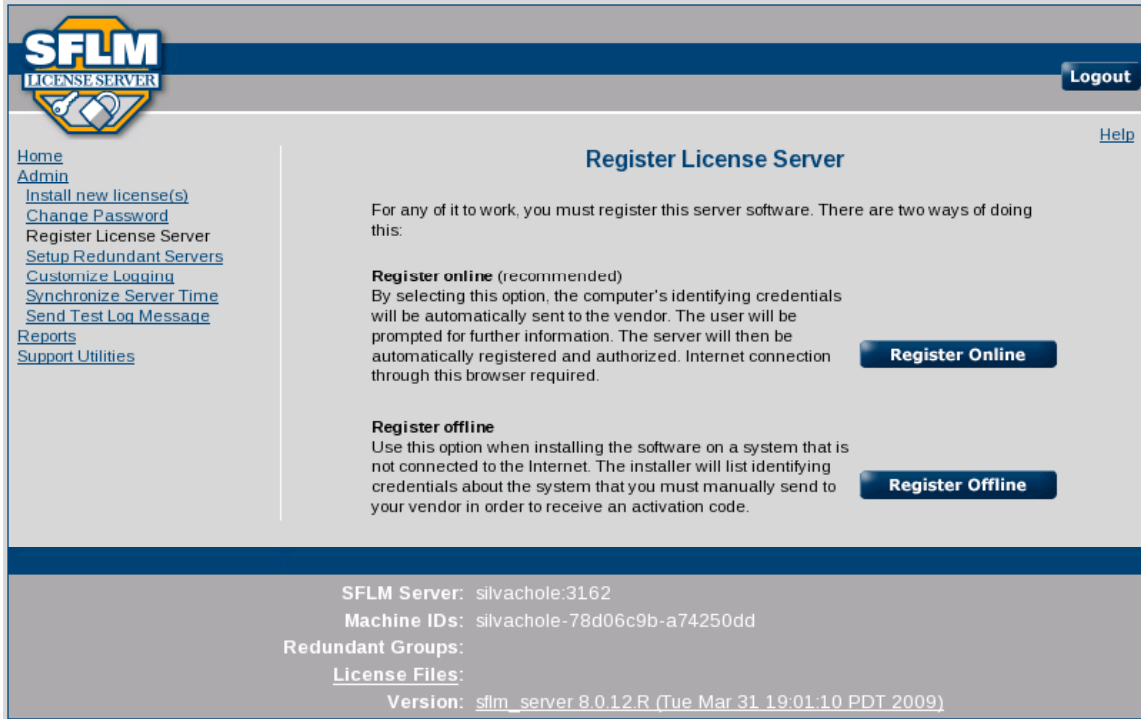 SFLM
LICENSE SERVER
Logout
Help
Home
Admin
Install new license(s)
Change Password
Register License Server
Setup Redundant Servers
Customize Logging
Synchronize Server Time
Send Test Log Message
Reports
Support Utilities
Register License Server
For any of it to work, you must register this server software. There are two ways of doing
this:
Register online (recommended)
By selecting this option, the computer's identifying credentials
will be automatically sent to the vendor. The user will be
prompted for further information. The server will then be
automatically registered and authorized. Internet connection
through this browser required.
Register Online
Register offline
Use this option when installing the software on a system that is
not connected to the Internet. The installer will list identifying
credentials about the system that you must manually send to
your vendor in order to receive an activation code.
Register Offline
SFLM Server: silvachole:3162
Machine IDs: silvachole-78d06c9b-a74250dd
Redundant Groups:
License Files:
Version: sflm_server 8.0.12.R (Tue Mar 31 19:01:10 PDT 2009)